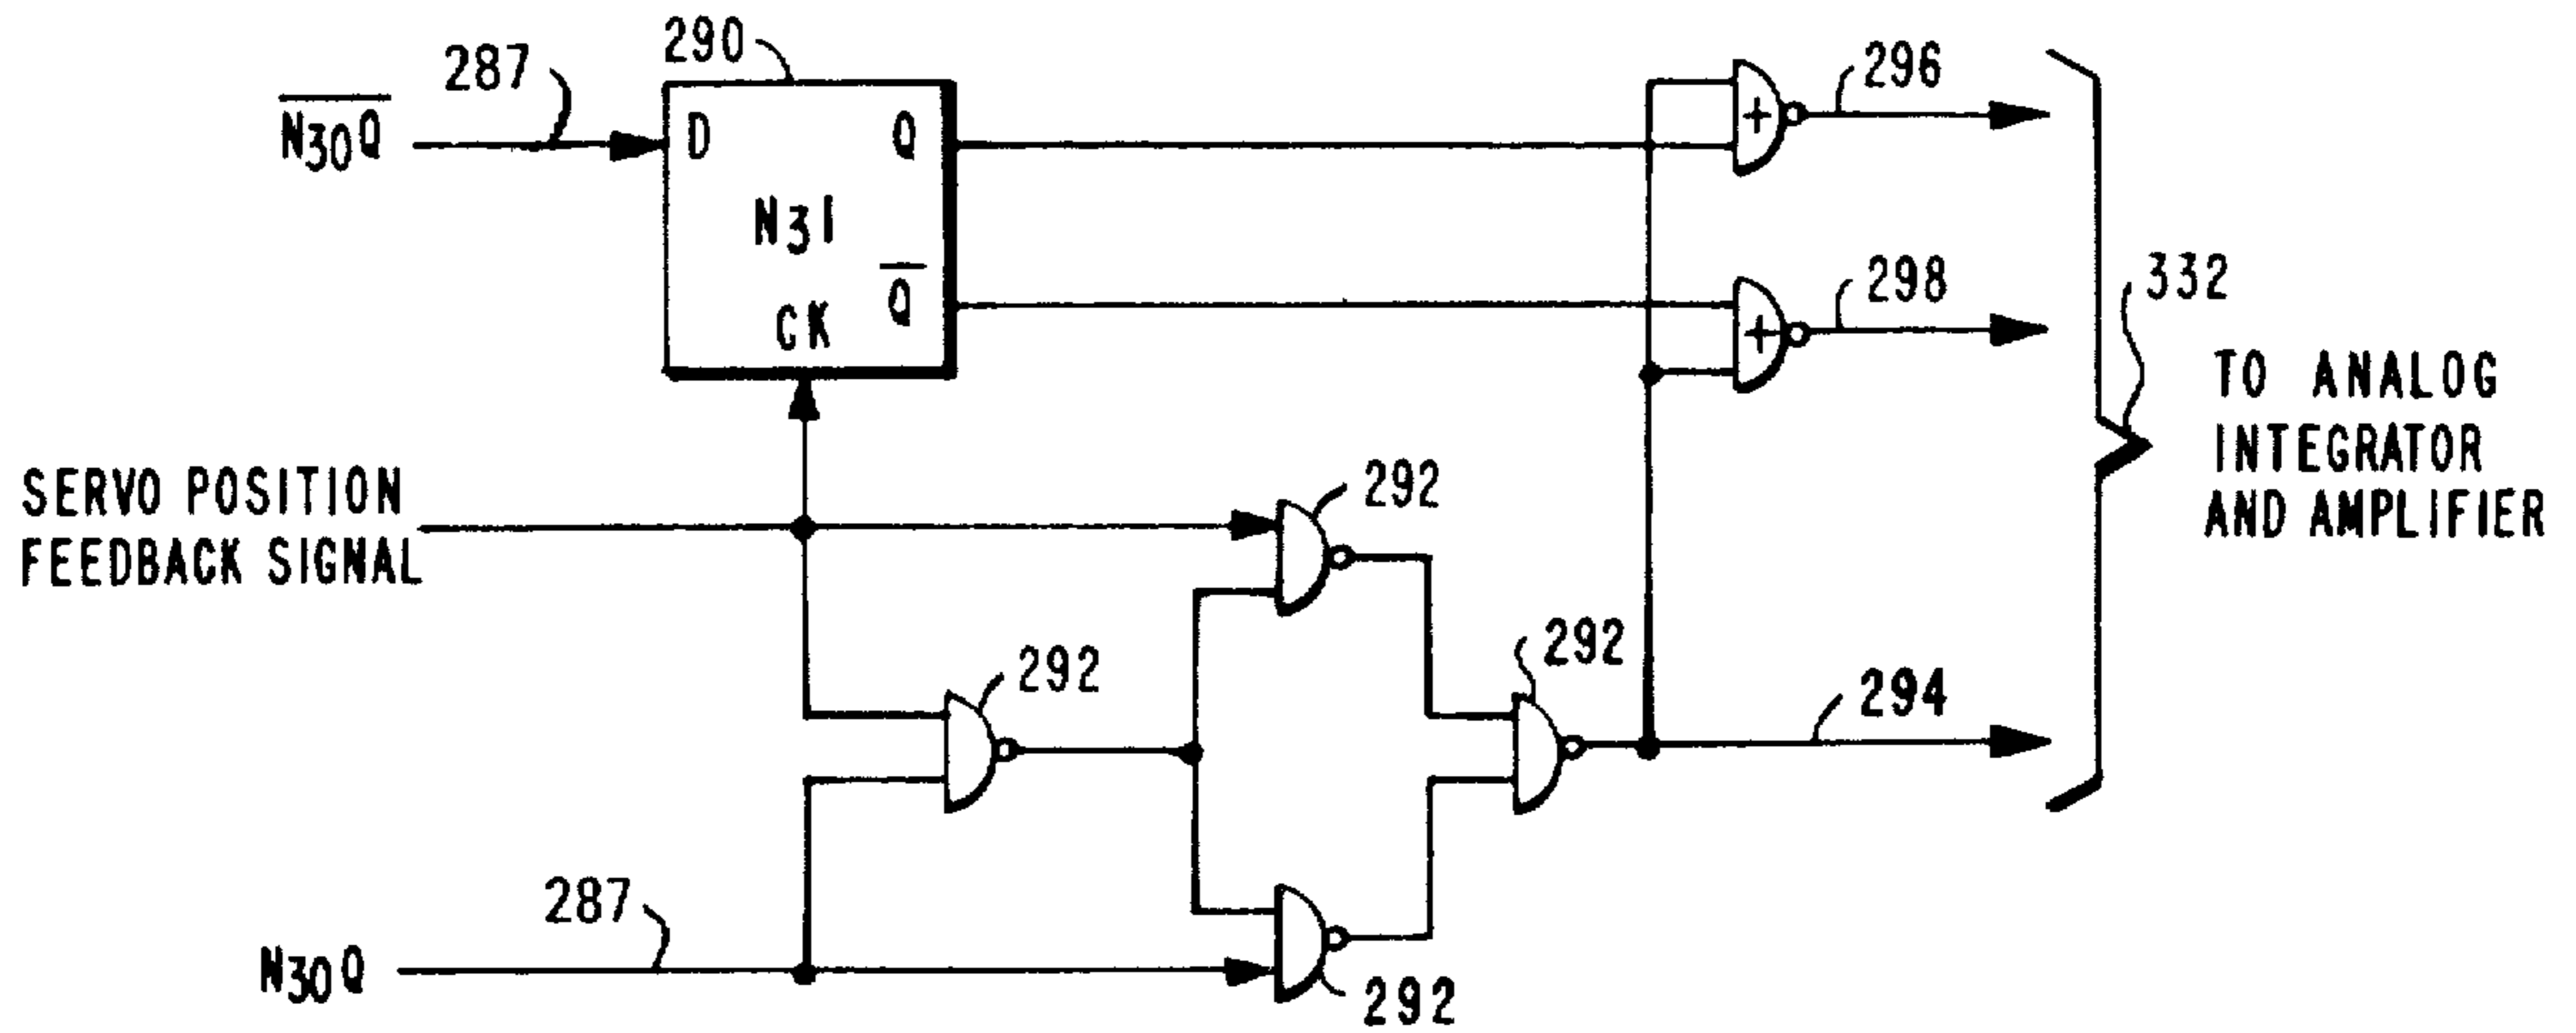 287
290
296
N30Q
D
Q
+
N31
Q
CK
+
298
332
TO ANALOG
INTEGRATOR
AND AMPLIFIER
SERVO POSITION
FEEDBACK SIGNAL
292
292
292
294
287
N30Q
292